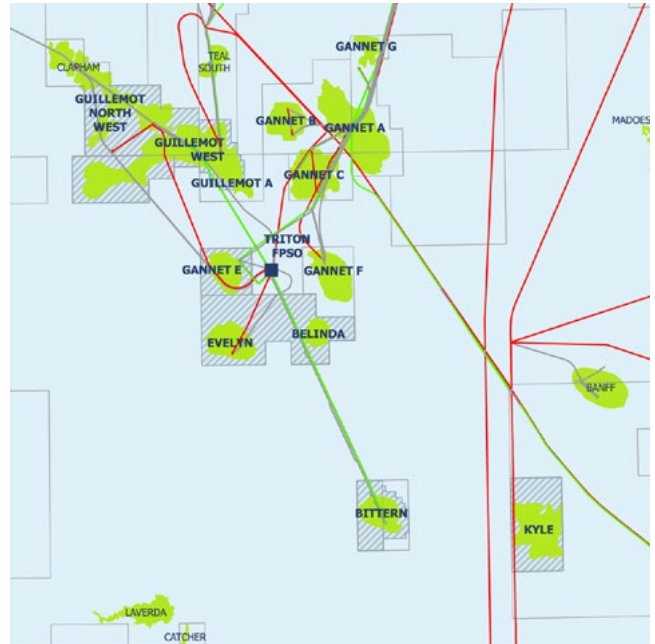 GANNET G
TEAL
SOUTH
CLAPHAM
GUILLEMOT
NORTH
WEST
GANNET B
GANNET A
MADOES
GUILLEMOT
WEST
GUILLEMOT A
GANNET C
TRITON
FPSO
GANNET E
GANNET F
EVELYN
BELINDA
BANFF
BITTERN
KYLE
LAVERDA
CATCHER